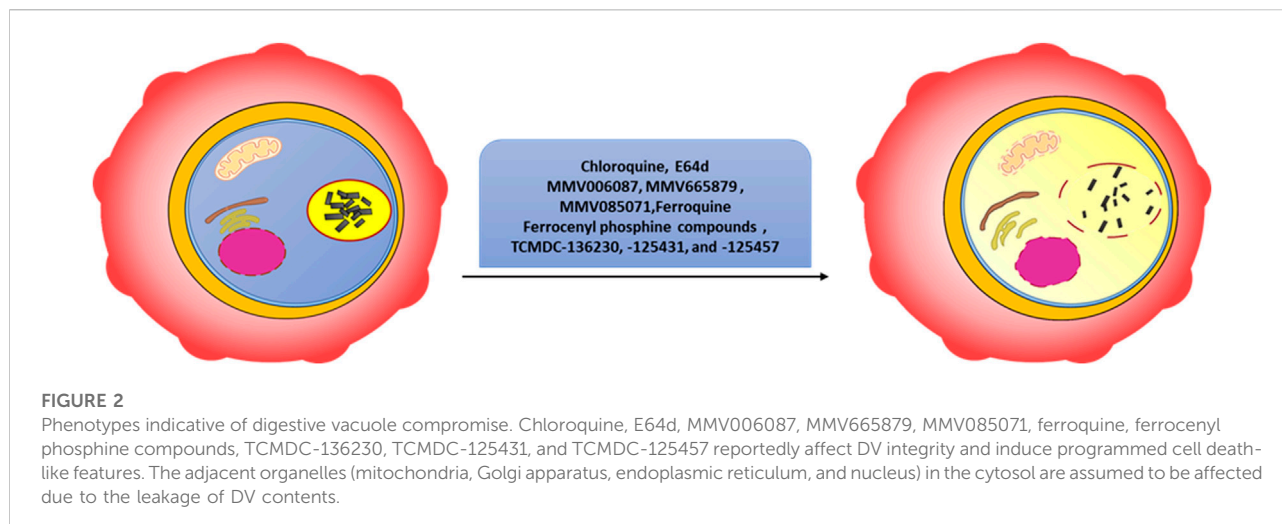 Chloroquine, E64d
MMV006087, MMV665879 ,
MMV085071,Ferroquine
Ferrocenyl phosphine compounds ,
TCMDC-136230, -125431, and -125457
FIGURE 2
Phenotypes indicative of digestive vacuole compromise. Chloroquine, E64d, MMV006087, MMV665879, MMV085071, ferroquine, ferrocenyl
phosphine compounds, TCMDC-136230, TCMDC-125431, and TCMDC-125457 reportedly affect DV integrity and induce programmed cell death-
like features. The adjacent organelles (mitochondria, Golgi apparatus, endoplasmic reticulum, and nucleus) in the cytosol are assumed to be affected
due to the leakage of DV contents.